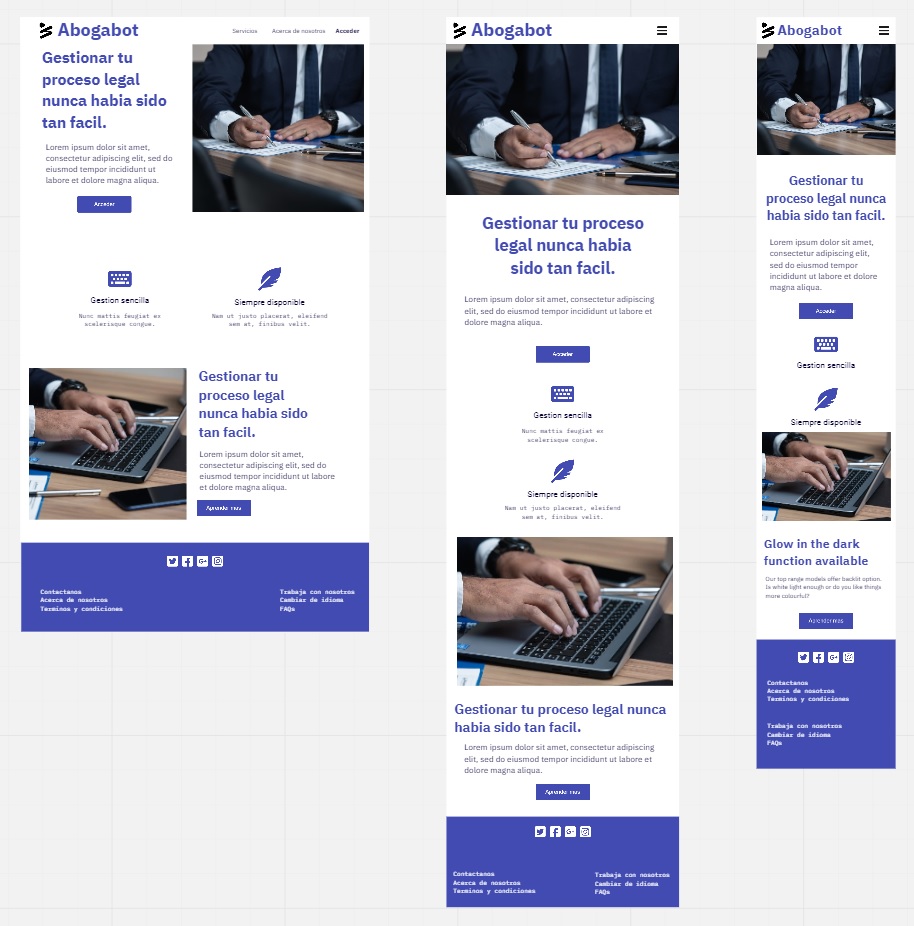 Abogabot
Servicios
Acerca de nosotros
Acceder
Gestionar tu
proceso legal
nunca habia sido
tan facil.
Lorem ipsum dolor sit amet,
consectetur adipiscing elit, sed do
eiusmod tempor incididunt ut
labore et dolore magna aliqua.
Acceder
Gestion sencilla
Nunc mattis feugiat ex
scelerisque congue.
Siempre disponible
Nam ut justo placerat, eleifend
sem at, finibus velit.
Gestionar tu
proceso legal
nunca habia sido
tan facil.
Lorem ipsum dolor sit amet,
consectetur adipiscing elit, sed do
eiusmod tempor incididunt ut
labore et dolore magna aliqua.
Aprender mas
Contactanos
Acerca de nosotros
Terminos y condiciones
Trabaja con nosotros
Cambiar de idioma
FAQs
Abogabot
Gestionar tu proceso
legal nunca habia
sido tan facil.
Lorem ipsum dolor sit amet, consectetur adipiscing
elit, sed do eiusmod tempor incididunt ut labore et
dolore magna aliqua.
Acceder
Gestion sencilla
Nunc mattis feugiat ex
scelerisque congue.
Siempre disponible
Nam ut justo placerat, eleifend
sem at, finibus velit.
Gestionar tu proceso legal nunca
habia sido tan facil.
Lorem ipsum dolor sit amet, consectetur adipiscing
elit, sed do eiusmod tempor incididunt ut labore et
dolore magna aliqua.
Aprender mas
Contactanos
Acerca de nosotros
Terminos y condiciones
Trabaja con nosotros
Cambiar de idioma
FAQs
Abogabot
Gestionar tu
proceso legal nunca
habia sido tan facil.
Lorem ipsum dolor sit amet,
consectetur adipiscing elit,
sed do eiusmod tempor
incididunt ut labore et dolore
magna aliqua.
Acceder
Gestion sencilla
Siempre disponible
Glow in the dark
function available
Our top range models offer backlit option.
Is white light enough or do you like things
more colourful?
Aprender mas
Contactanos
Acerca de nosotros
Terminos y condiciones
Trabaja con nosotros
Cambiar de idioma
FAQs